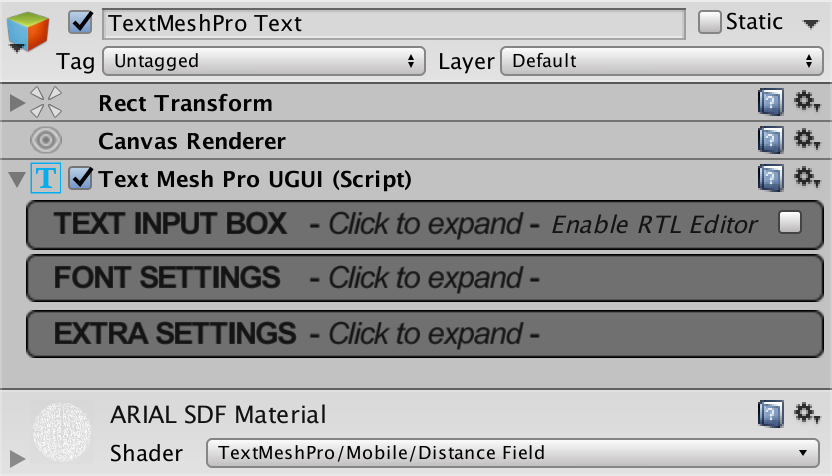 TextMeshPro Text Static
Tag Untagged Layer Default
Rect Transform
Canvas Renderer
T Text Mesh Pro UGUI (Script)
TEXT INPUT BOX - Click to expand - Enable RTL Editor
FONT SETTINGS - Click to expand -
EXTRA SETTINGS - Click to expand -
ARIAL SDF Material
Shader TextMeshPro/Mobile/Distance Field